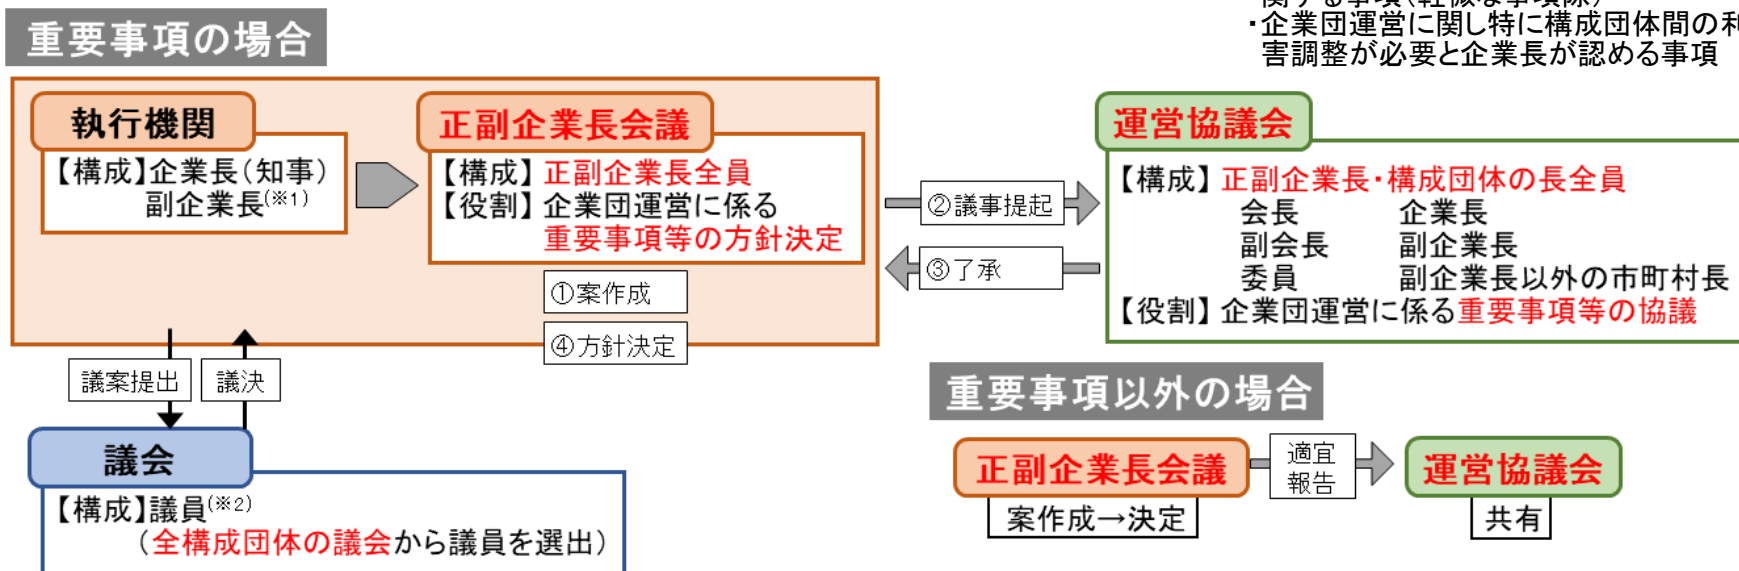 関する事項(軽微な事項除)
・企業団運営に関し特に構成団体間の利
害調整が必要と企業長が認める事項
重要事項の場合
執行機関
【構成】企業長(知事)
副企業長(※1)
正副企業長会議
【構成】正副企業長全員
【役割】企業団運営に係る
重要事項等の方針決定
①案作成
④方針決定
②議事提起
③了承
運営協議会
【構成】正副企業長・構成団体の長全員
会長 企業長
副会長 副企業長
委員 副企業長以外の市町村長
【役割】企業団運営に係る重要事項等の協議
議案提出
議決
議会
【構成】議員(※2)
(全構成団体の議会から議員を選出)
重要事項以外の場合
正副企業長会議
案作成→決定
適宜
報告
運営協議会
共有